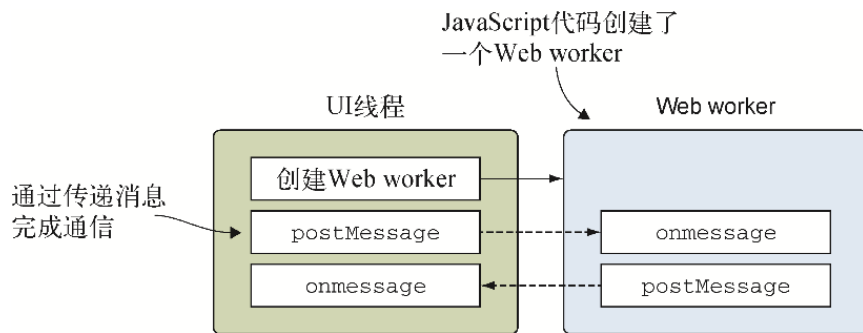 JavaScript代码创建了
一个Web worker
UI线程
Web worker
创建Web worker
通过传递消息
完成通信
postMessage
onmessage
onmessage
postMessage